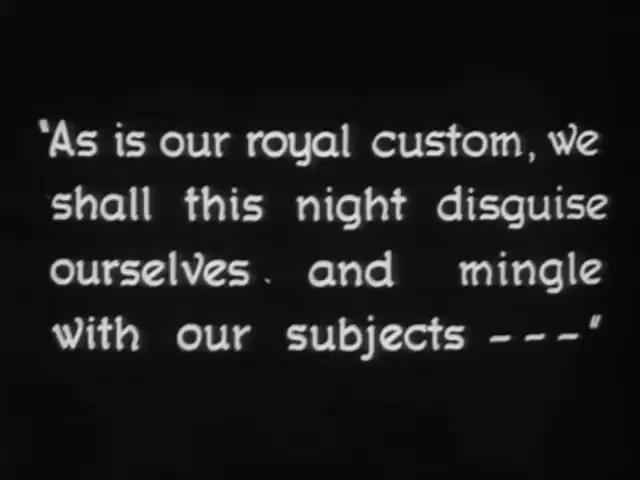 "As is our royal custom, we
shall this night disguise
ourselves. and mingle
with our subjects ---"